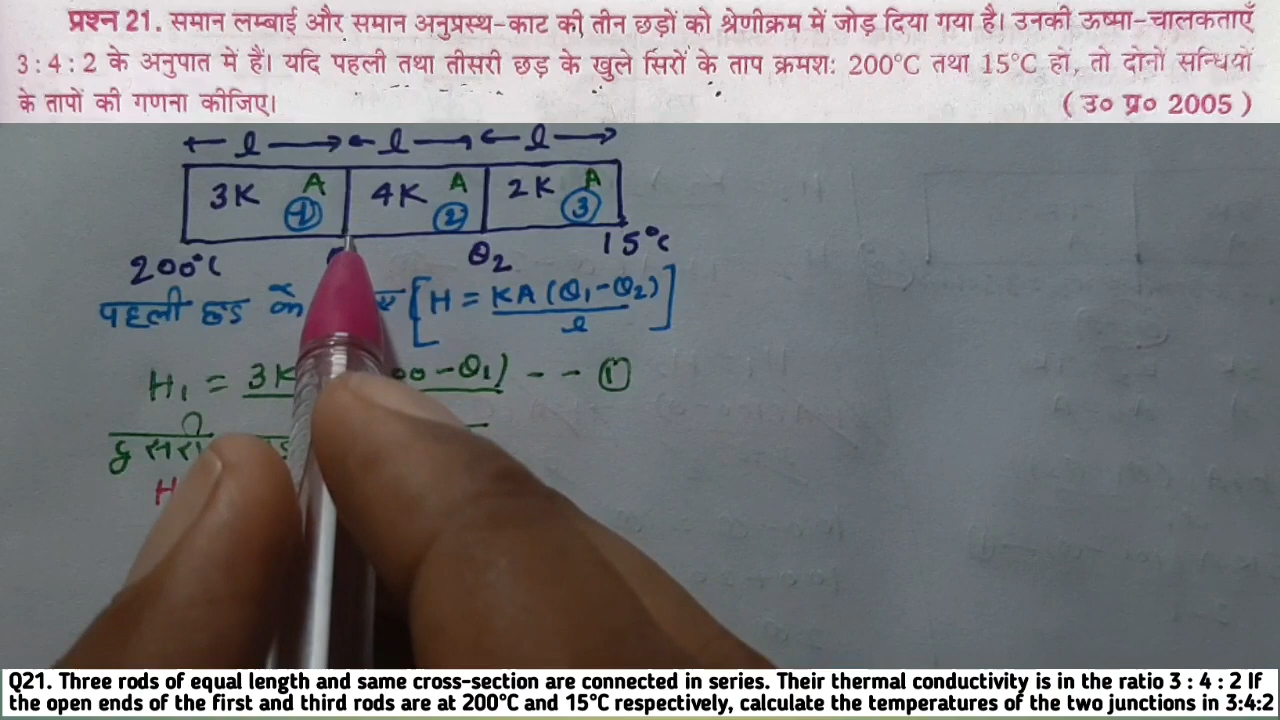 प्रश्न 21. समान लम्बाई और समान अनुप्रस्थ-काट की तीन छड़ों को श्रेणीक्रम में जोड़ दिया गया है। उनकी ऊष्मा-चालकताएँ
3 : 4 : 2 के अनुपात में हैं। यदि पहली तथा तीसरी छड़ के खुले सिरों के ताप क्रमशः 200°C तथा 15°C हों, तो दोनों सन्धियों
के तापों की गणना कीजिए। ( उ० प्र० 2005 )
l l l
3K A 4K A 2K A
1 2 3
200°C θ2 15°C
पहली छड़ के [H = KA(θ1-θ2)/l]
H1 = 3K -θ1) -- ①
दुसरी
H
Q21. Three rods of equal length and same cross-section are connected in series. Their thermal conductivity is in the ratio 3 : 4 : 2 If
the open ends of the first and third rods are at 200°C and 15°C respectively, calculate the temperatures of the two junctions in 3:4:2